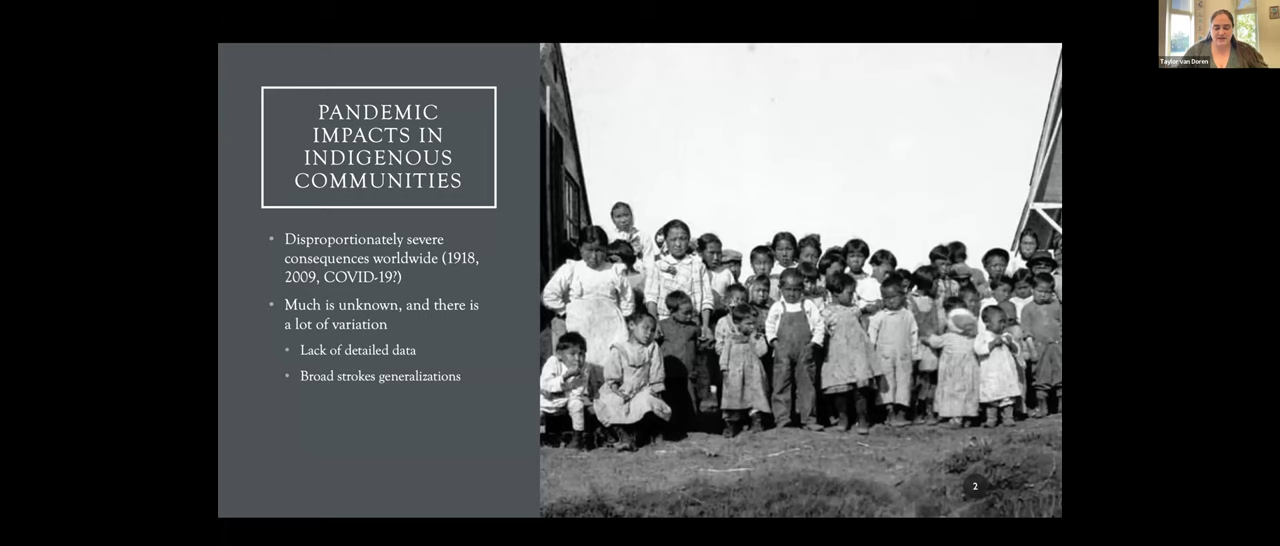 PANDEMIC
IMPACTS IN
INDIGENOUS
COMMUNITIES
• Disproportionately severe
consequences worldwide (1918,
2009, COVID-19?)
• Much is unknown, and there is
a lot of variation
• Lack of detailed data
• Broad strokes generalizations
2
Taylor van Doren